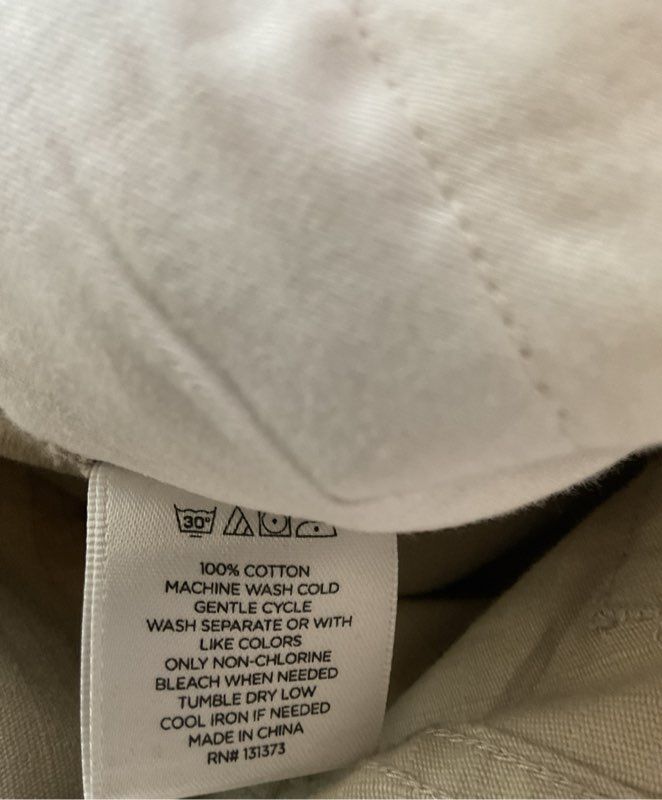 30°
100% COTTON
MACHINE WASH COLD
GENTLE CYCLE
WASH SEPARATE OR WITH
LIKE COLORS
ONLY NON-CHLORINE
BLEACH WHEN NEEDED
TUMBLE DRY LOW
COOL IRON IF NEEDED
MADE IN CHINA
RN# 131373